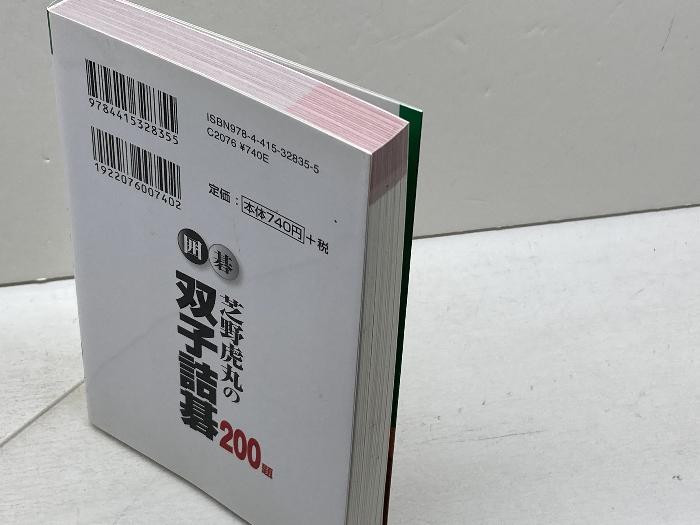 9784415328355
ISBN978-4-415-32835-5
C2076 ¥740E
1922076007402
定価：本体740円＋税
囲碁
芝野虎丸の
双子詰碁
200題